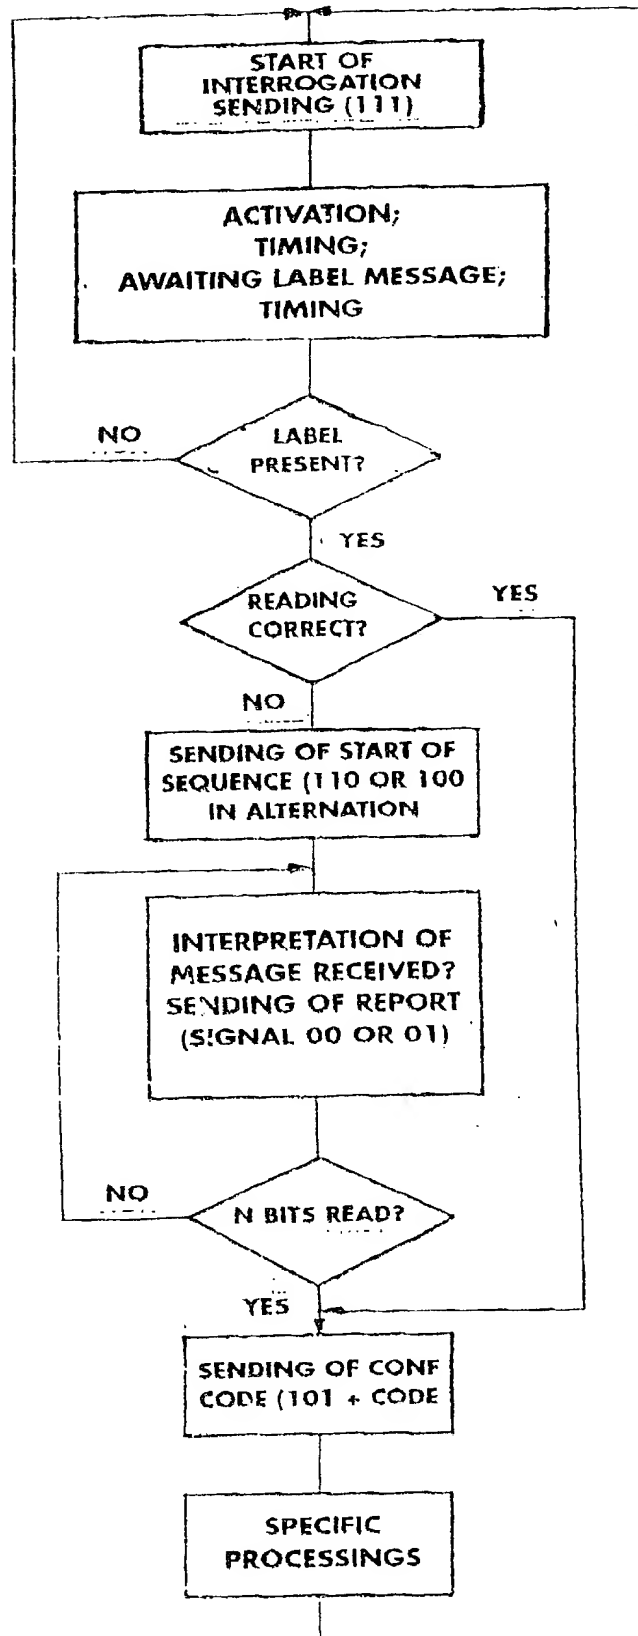 START OF
INTERROGATION
SENDING (111)
ACTIVATION;
TIMING;
AWAITING LABEL MESSAGE;
TIMING
NO
LABEL
PRESENT?
YES
READING
CORRECT?
YES
NO
SENDING OF START OF
SEQUENCE (110 OR 100
IN ALTERNATION
INTERPRETATION OF
MESSAGE RECEIVED?
SENDING OF REPORT
(SIGNAL 00 OR 01)
NO
N BITS READ?
YES
SENDING OF CONF
CODE (101 + CODE
SPECIFIC
PROCESSINGS